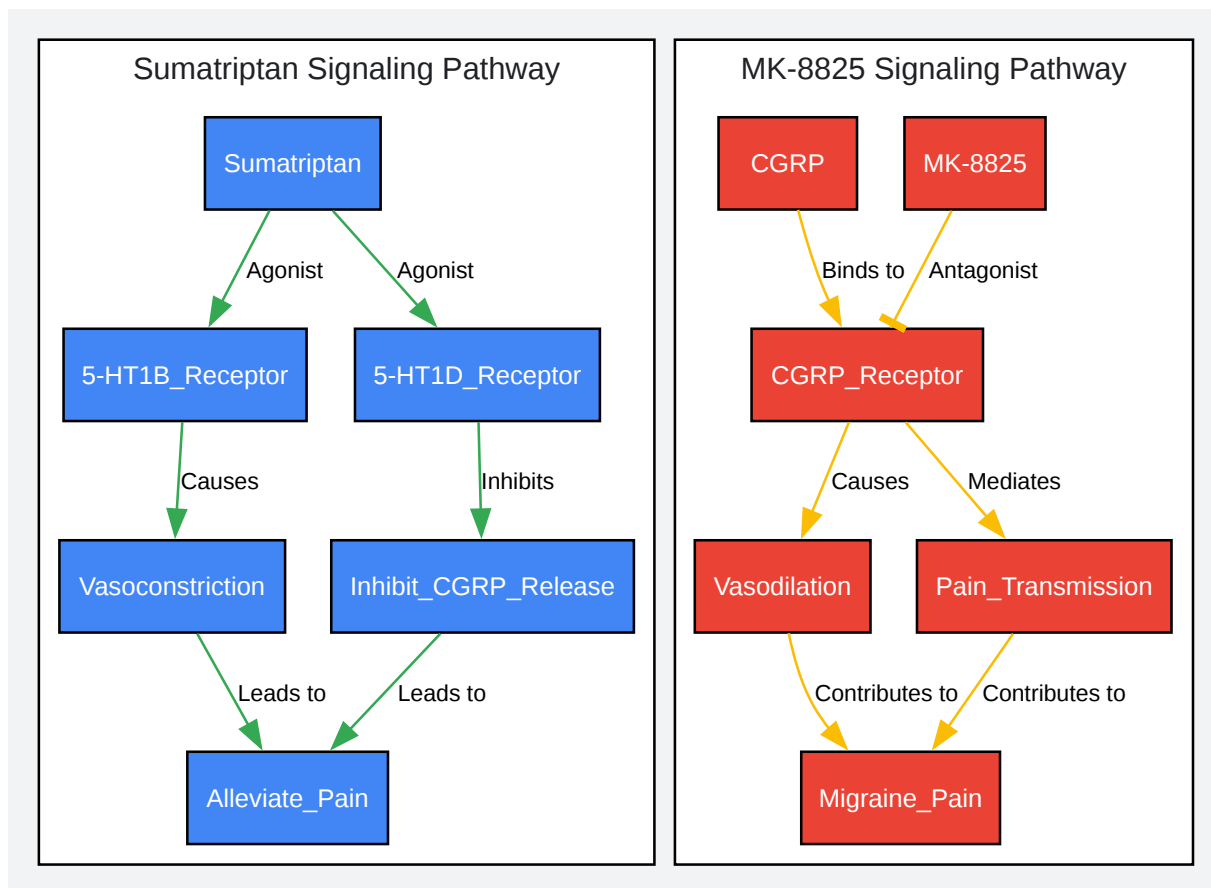 Sumatriptan Signaling Pathway
Sumatriptan
Agonist
Agonist
5-HT1B_Receptor
5-HT1D_Receptor
Causes
Inhibits
Vasoconstriction
Inhibit_CGRP_Release
Leads to
Leads to
Alleviate_Pain
MK-8825 Signaling Pathway
CGRP
MK-8825
Binds to
Antagonist
CGRP_Receptor
Causes
Mediates
Vasodilation
Pain_Transmission
Contributes to
Contributes to
Migraine_Pain